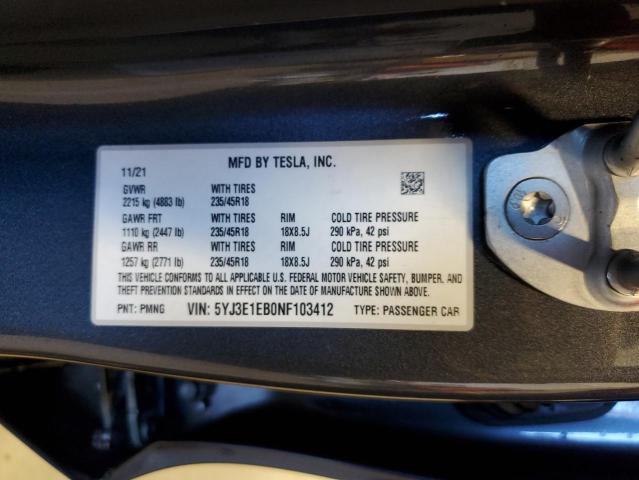 MFD BY TESLA, INC.
11/21
GVWR WITH TIRES
2215 kg (4883 lb) 235/45R18
GAWR FRT WITH TIRES RIM COLD TIRE PRESSURE
1110 kg (2447 lb) 235/45R18 18X8.5J 290 kPa, 42 psi
GAWR RR WITH TIRES RIM COLD TIRE PRESSURE
1257 kg (2771 lb) 235/45R18 18X8.5J 290 kPa, 42 psi
THIS VEHICLE CONFORMS TO ALL APPLICABLE U.S. FEDERAL MOTOR VEHICLE SAFETY, BUMPER, AND
THEFT PREVENTION STANDARDS IN EFFECT ON THE DATE OF MANUFACTURE SHOWN ABOVE.
PNT: PMNG VIN: 5YJ3E1EB0NF103412 TYPE: PASSENGER CAR